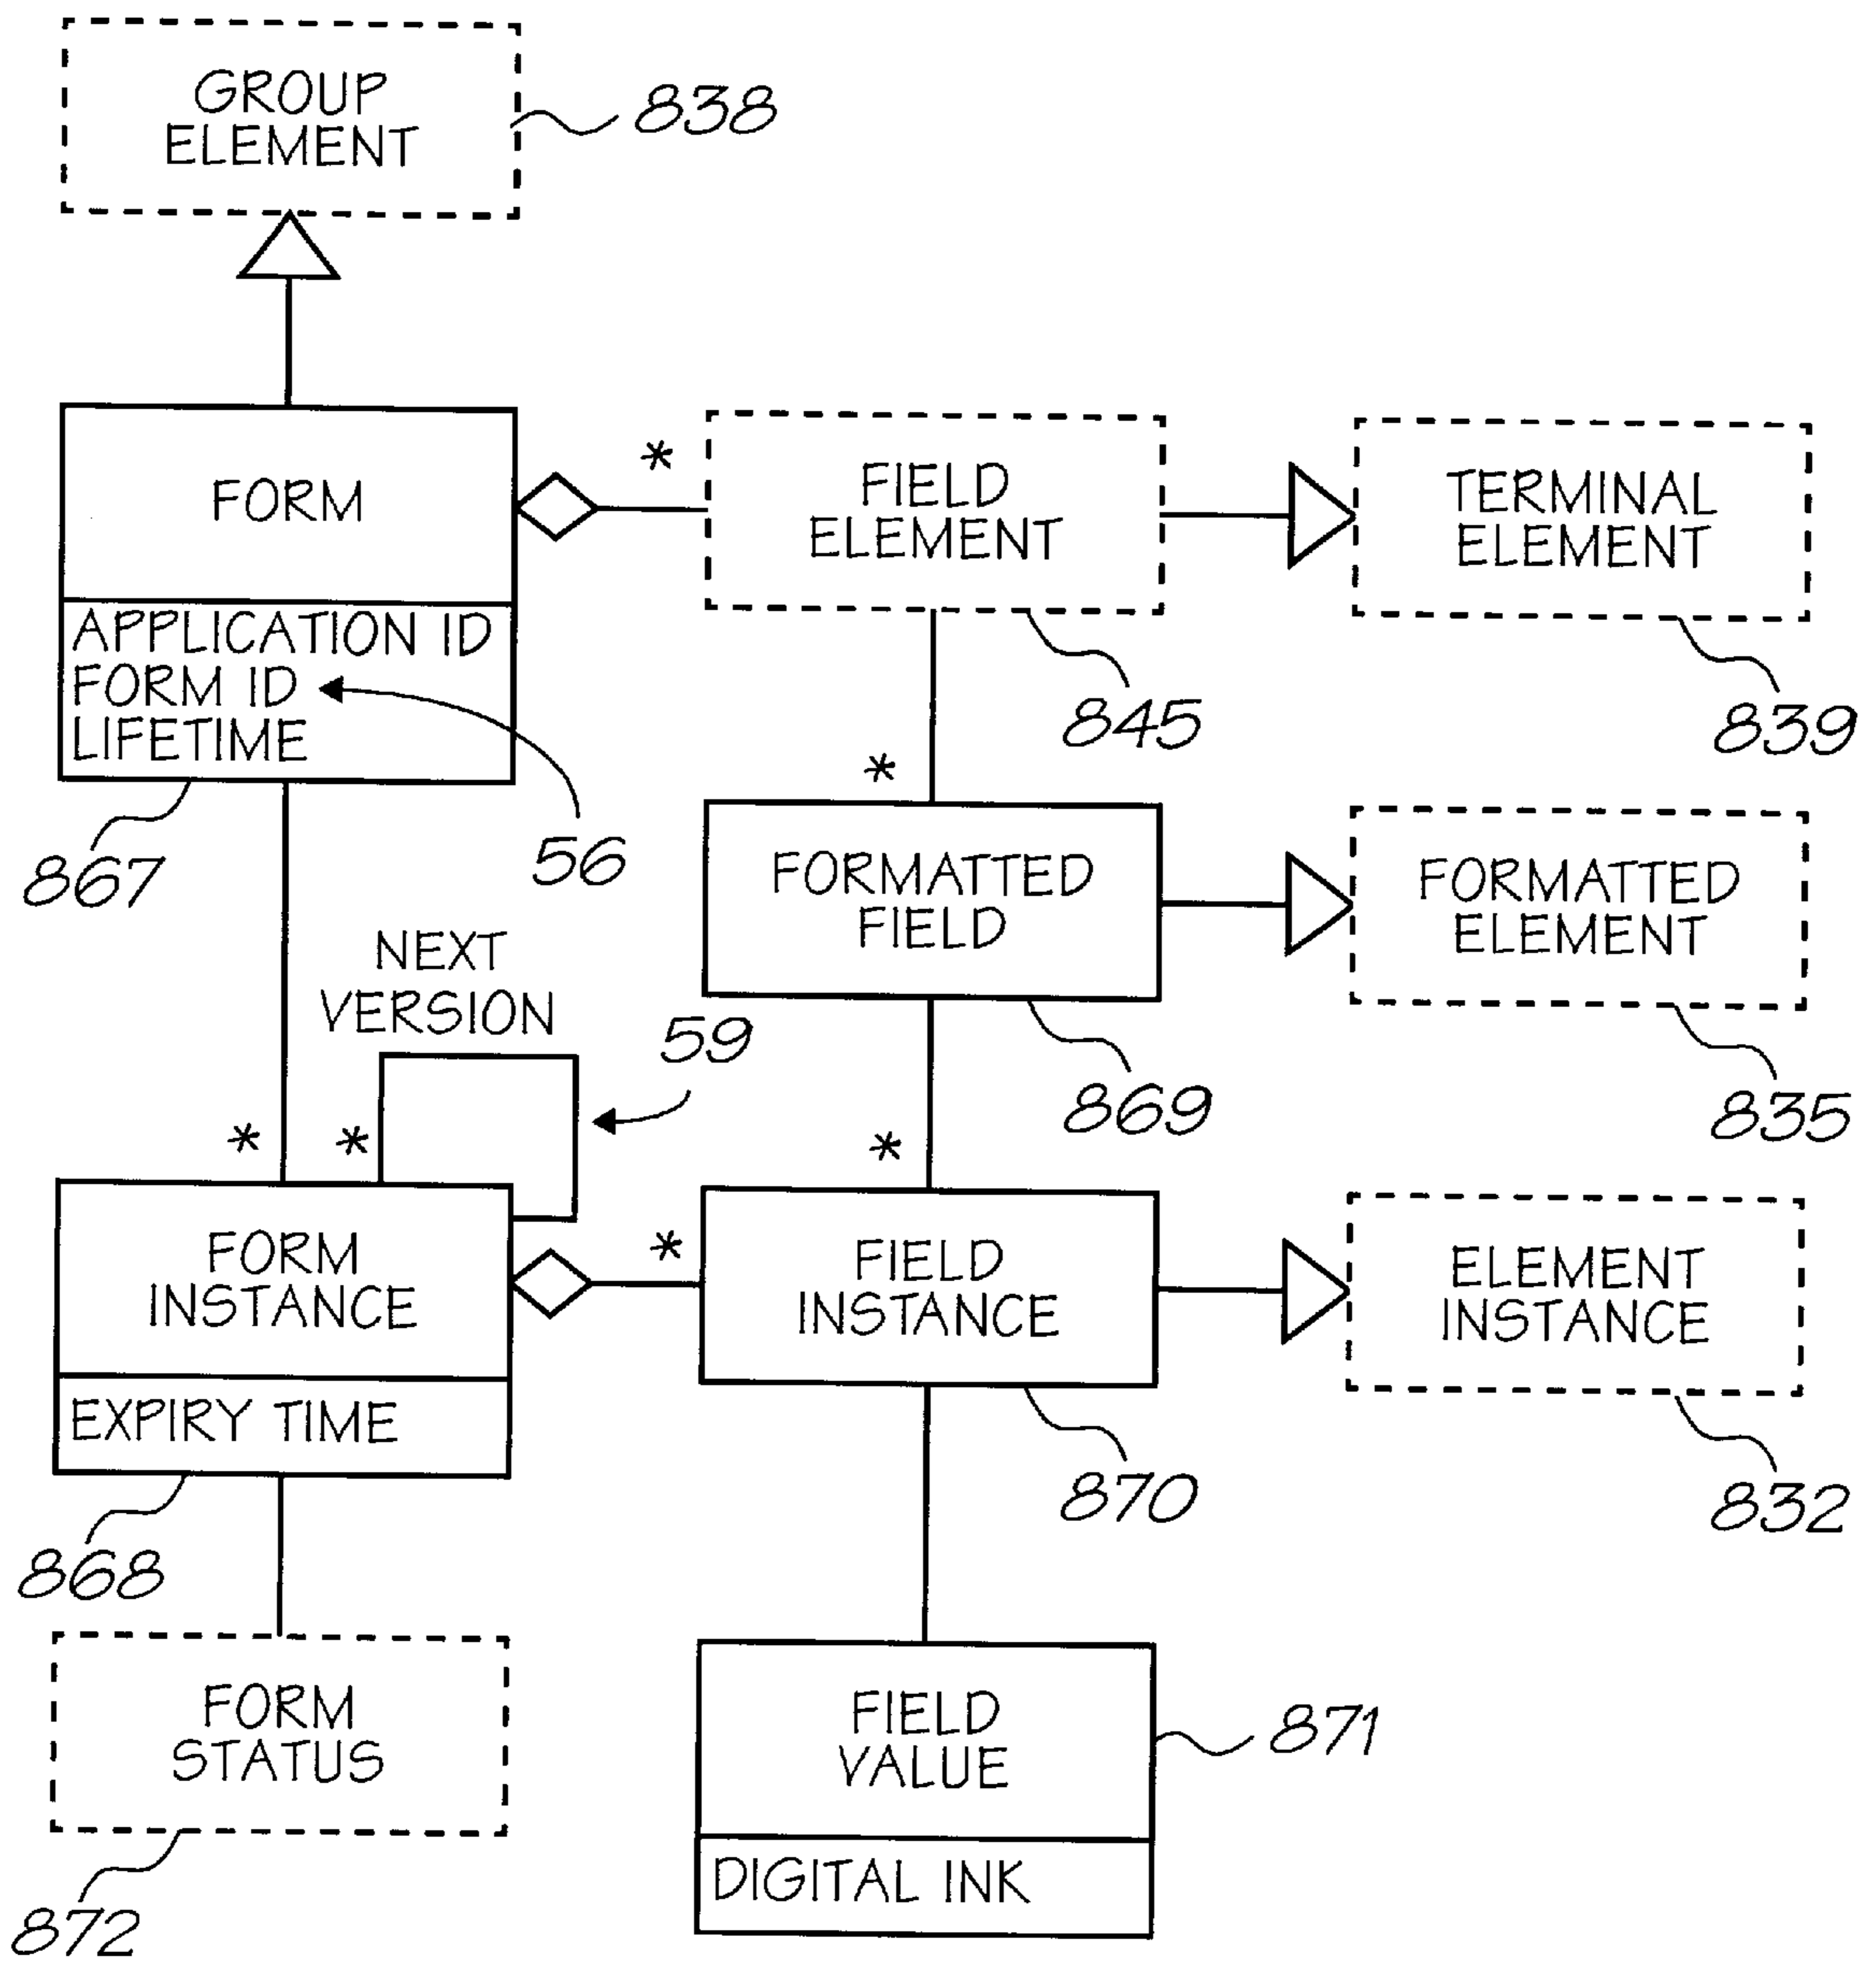 GROUP
ELEMENT
838
FORM
*
FIELD
ELEMENT
TERMINAL
ELEMENT
APPLICATION ID
FORM ID
LIFETIME
845
839
*
867
56
FORMATTED
FIELD
FORMATTED
ELEMENT
NEXT
VERSION
59
869
835
*
*
*
FORM
INSTANCE
*
FIELD
INSTANCE
ELEMENT
INSTANCE
EXPIRY TIME
870
832
868
FORM
STATUS
FIELD
VALUE
871
DIGITAL INK
872